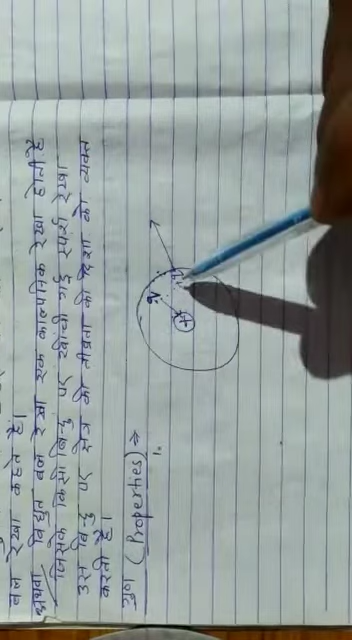 बल रेखा कहते हैं।
अथवा विद्युत बल रेखा एक काल्पनिक रेखा होती है
जिसके किसी बिन्दु पर खींची गई स्पर्श रेखा
उस बिन्दु पर क्षेत्र की तीव्रता की दिशा को व्यक्त
करती है।
गुण (Properties) ⇒
1.
+